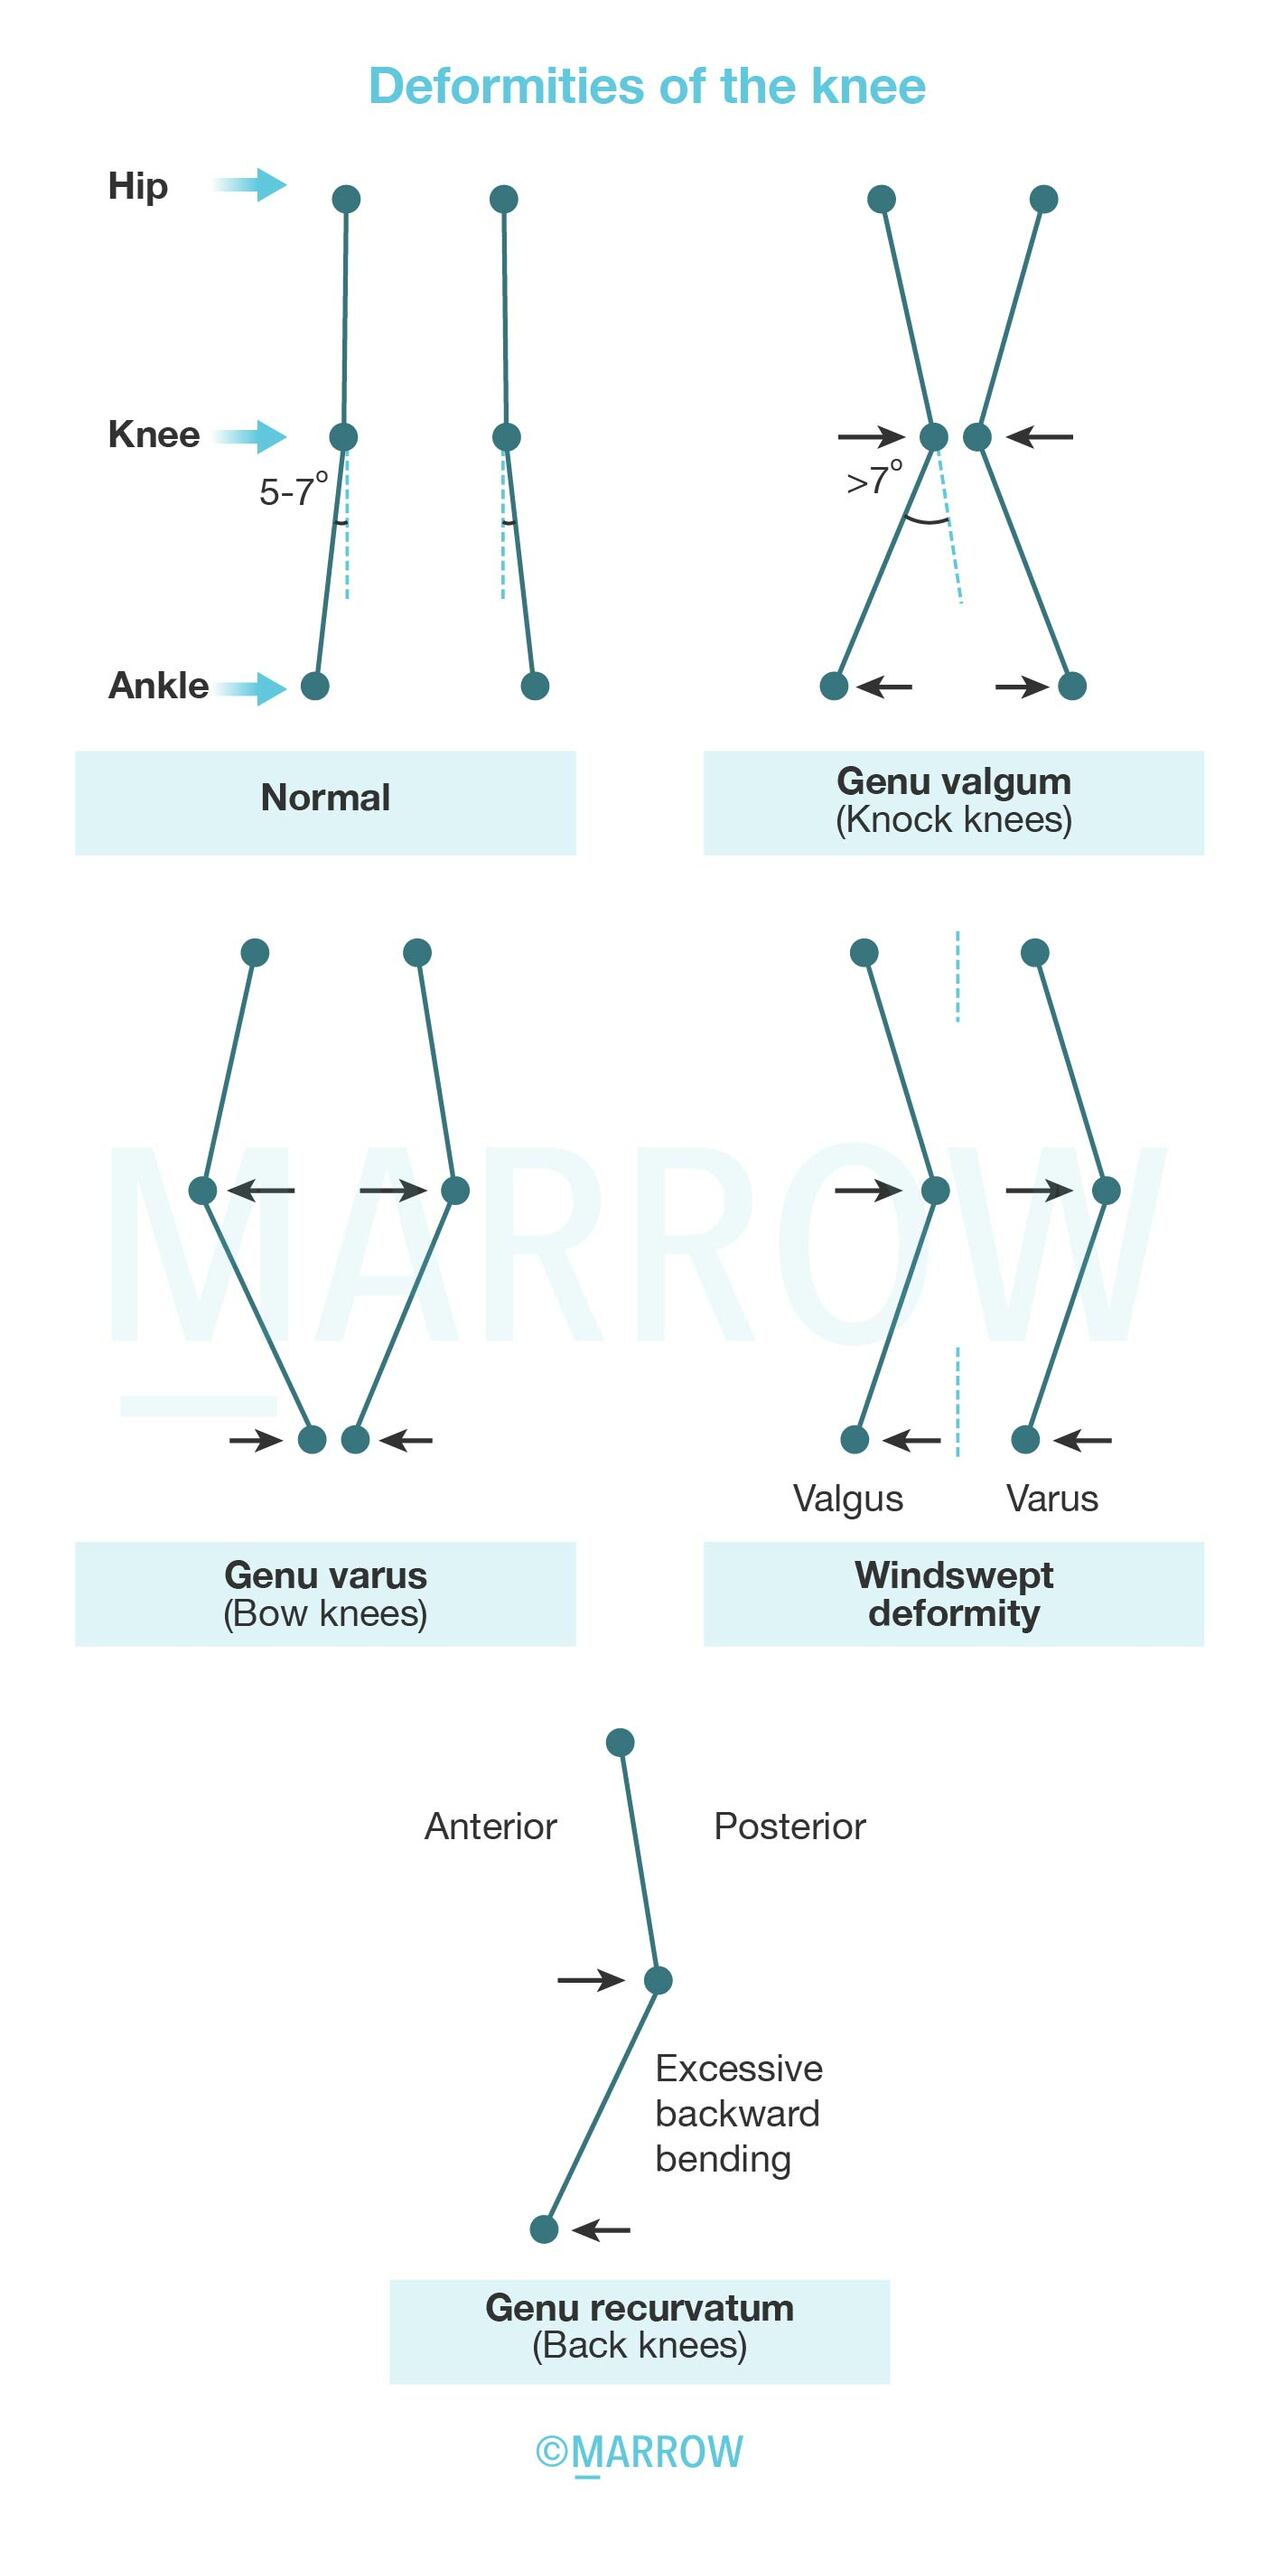 Deformities of the knee
Hip
Knee
5-7°
>7°
Ankle
Normal
Genu valgum
(Knock knees)
MARROW
Valgus
Varus
Genu varus
(Bow knees)
Windswept
deformity
Anterior
Posterior
Excessive
backward
bending
Genu recurvatum
(Back knees)
©MARROW